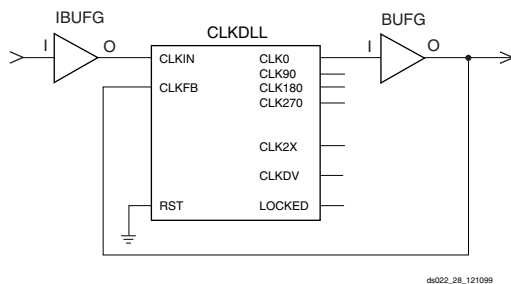 IBUFG
CLKDLL
BUFG
I
O
I
O
CLKIN
CLK0
CLK90
CLKFB
CLK180
CLK270
CLK2X
CLKDV
RST
LOCKED
ds022_28_121099